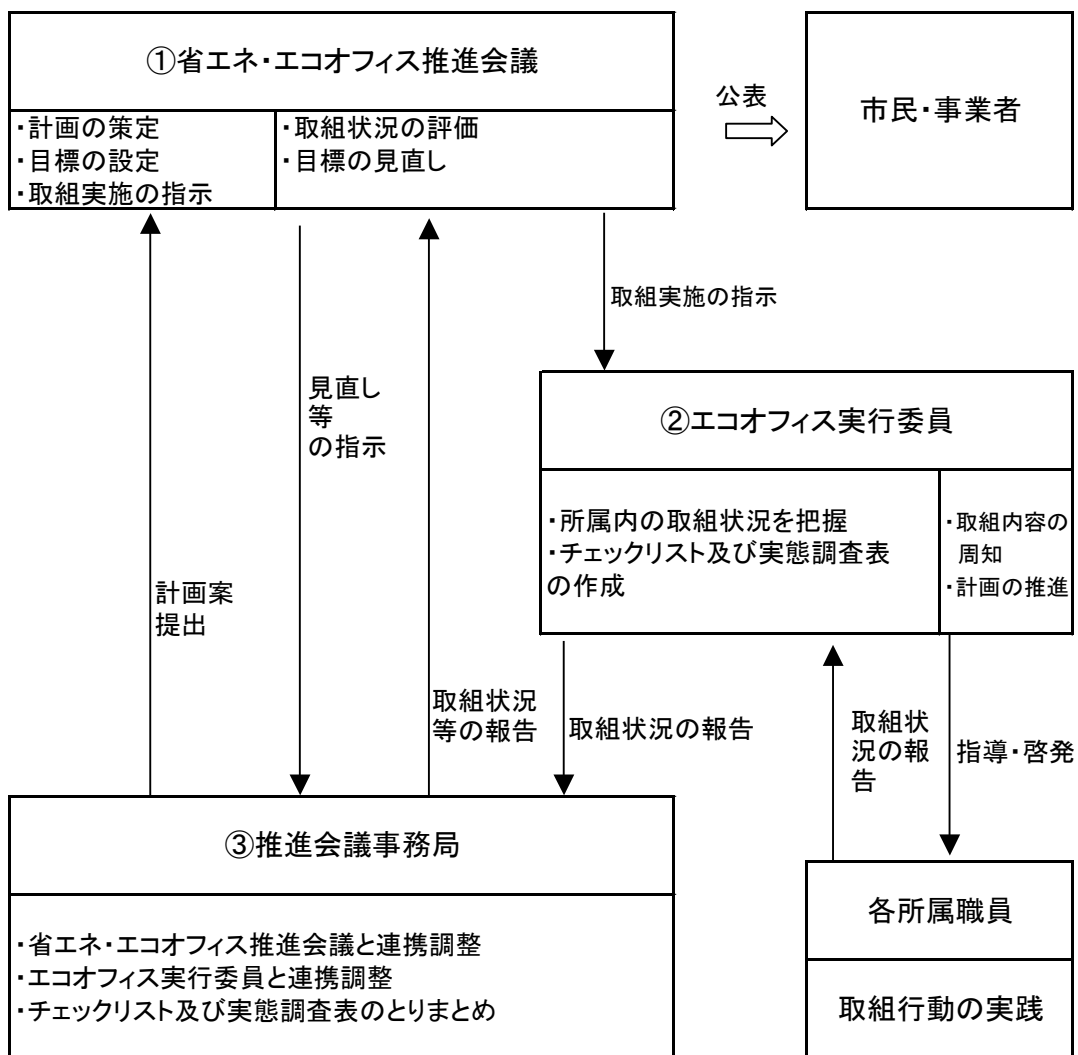 ①省エネ・エコオフィス推進会議
・計画の策定
・目標の設定
・取組実施の指示
・取組状況の評価
・目標の見直し
公表
市民・事業者
取組実施の指示
見直し
等
の指示
②エコオフィス実行委員
・所属内の取組状況を把握
・チェックリスト及び実態調査表
の作成
・取組内容の
周知
・計画の推進
計画案
提出
取組状況
等の報告
取組状況の報告
取組状
況の報
告
指導・啓発
③推進会議事務局
・省エネ・エコオフィス推進会議と連携調整
・エコオフィス実行委員と連携調整
・チェックリスト及び実態調査表のとりまとめ
各所属職員
取組行動の実践